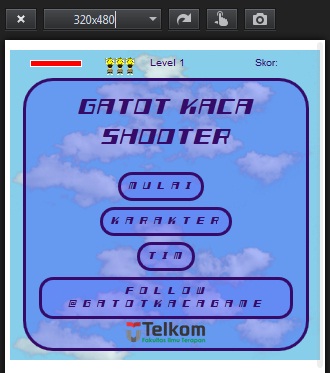 320x480
Level 1
Skor:
GATOT KACA
SHOOTER
MULAI
KARAKTER
TIM
FOLLOW
@GATOTKACAGAME
Telkom
Fakultas Ilmu Terapan